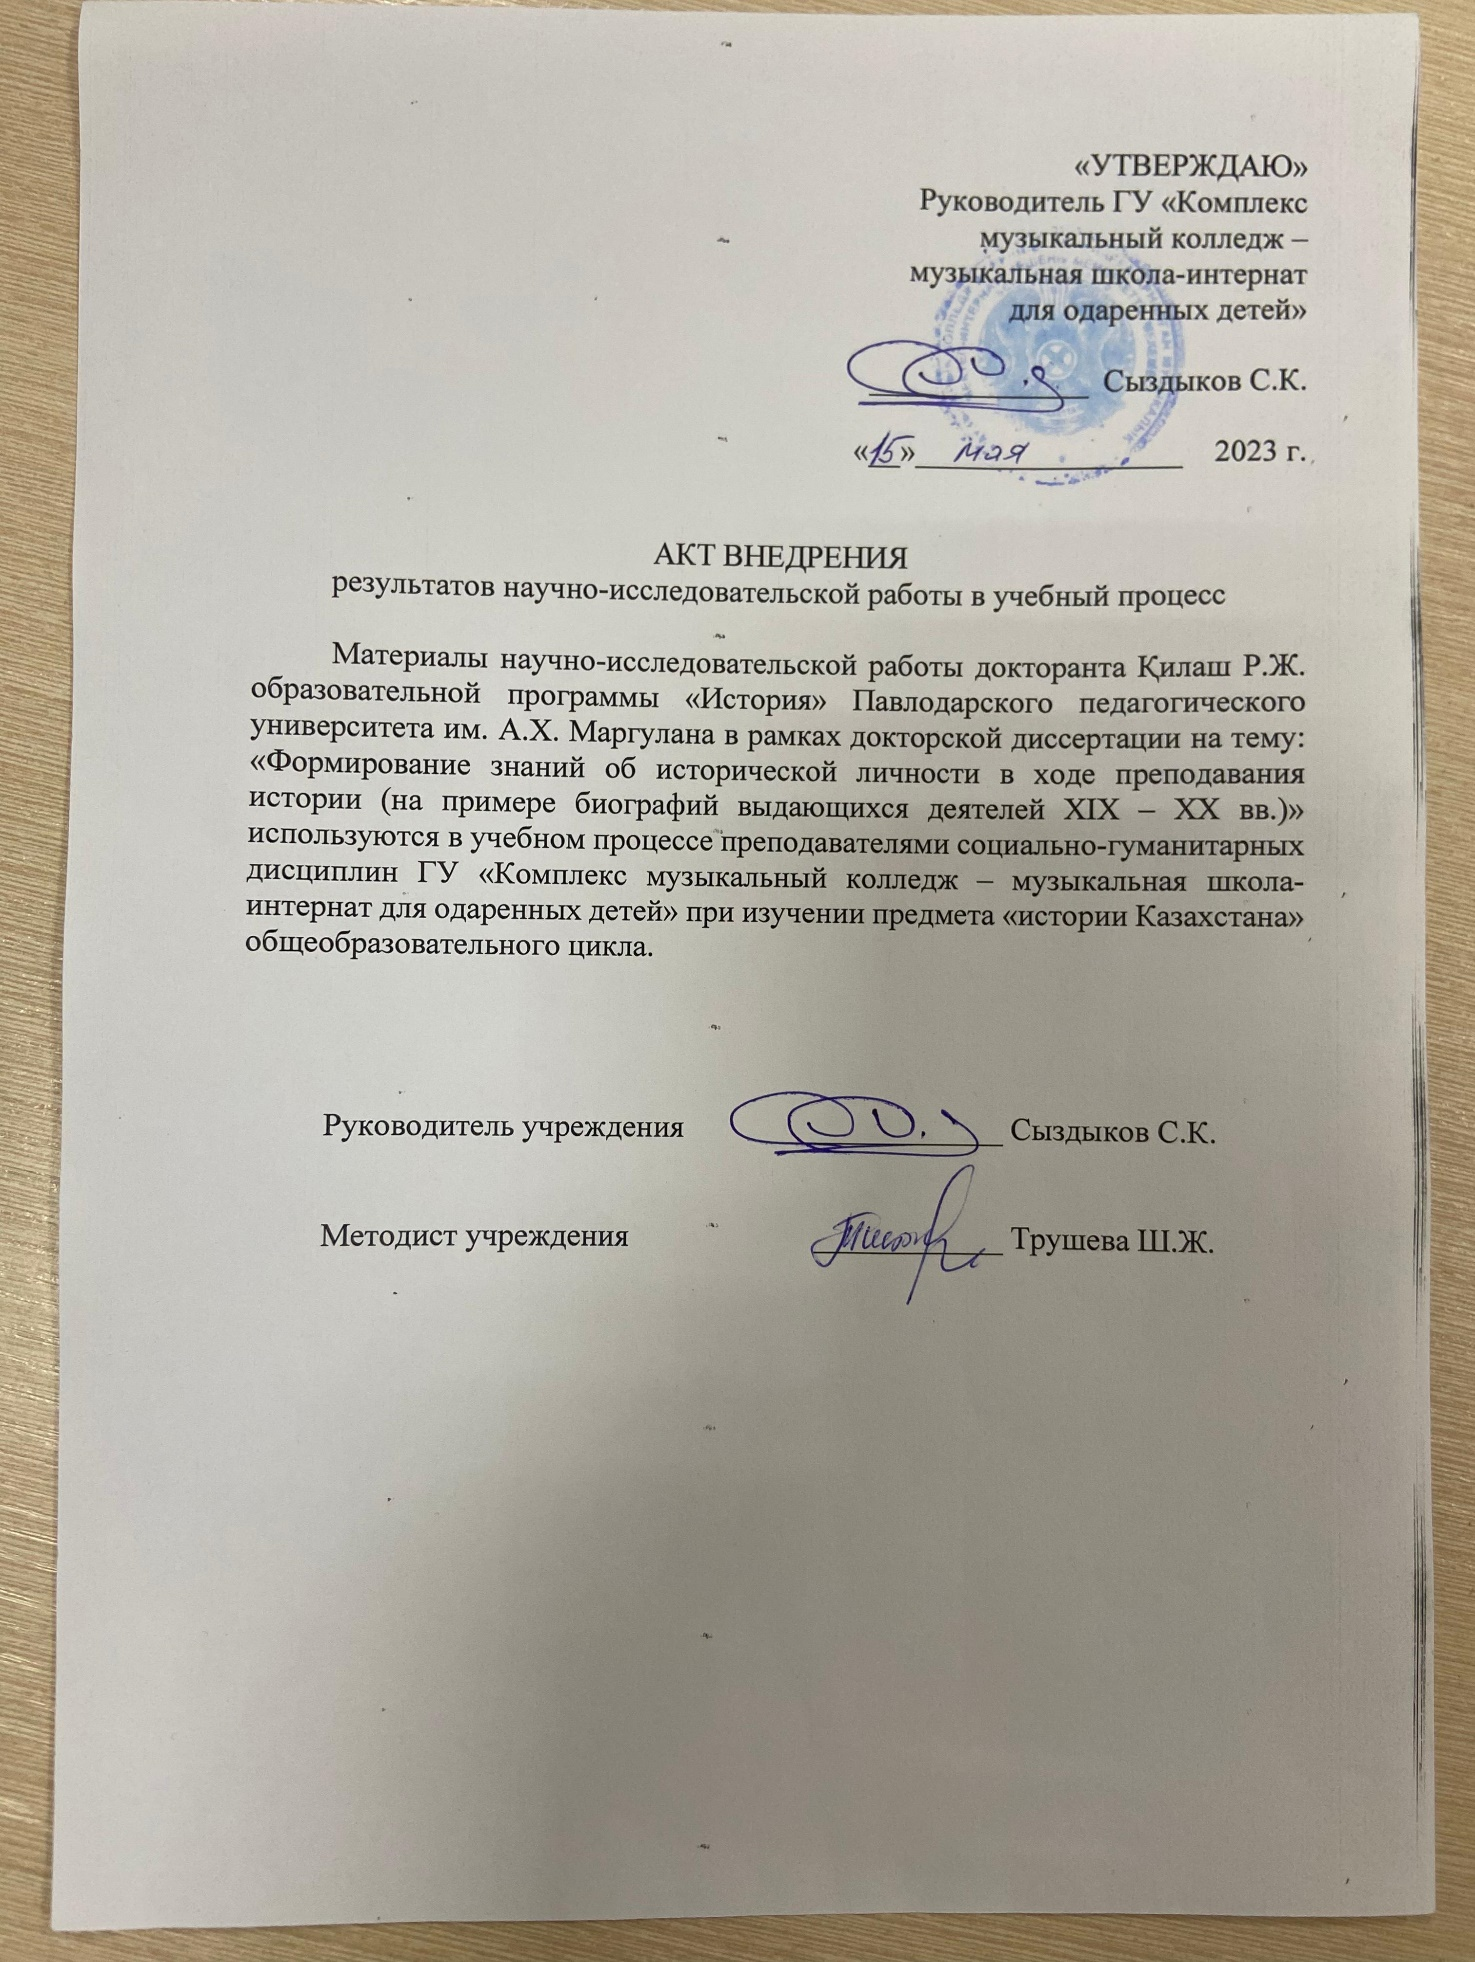 «УТВЕРЖДАЮ»
Руководитель ГУ «Комплекс
музыкальный колледж –
музыкальная школа-интернат
для одаренных детей»
Сыздыков С.К.
«15» мая 2023 г.
АКТ ВНЕДРЕНИЯ
результатов научно-исследовательской работы в учебный процесс
Материалы научно-исследовательской работы докторанта Қилаш Р.Ж.
образовательной программы «История» Павлодарского педагогического
университета им. А.Х. Маргулана в рамках докторской диссертации на тему:
«Формирование знаний об исторической личности в ходе преподавания
истории (на примере биографий выдающихся деятелей XIX – XX вв.)»
используются в учебном процессе преподавателями социально-гуманитарных
дисциплин ГУ «Комплекс музыкальный колледж – музыкальная школа-
интернат для одаренных детей» при изучении предмета «истории Казахстана»
общеобразовательного цикла.
Руководитель учреждения Сыздыков С.К.
Методист учреждения Трушева Ш.Ж.